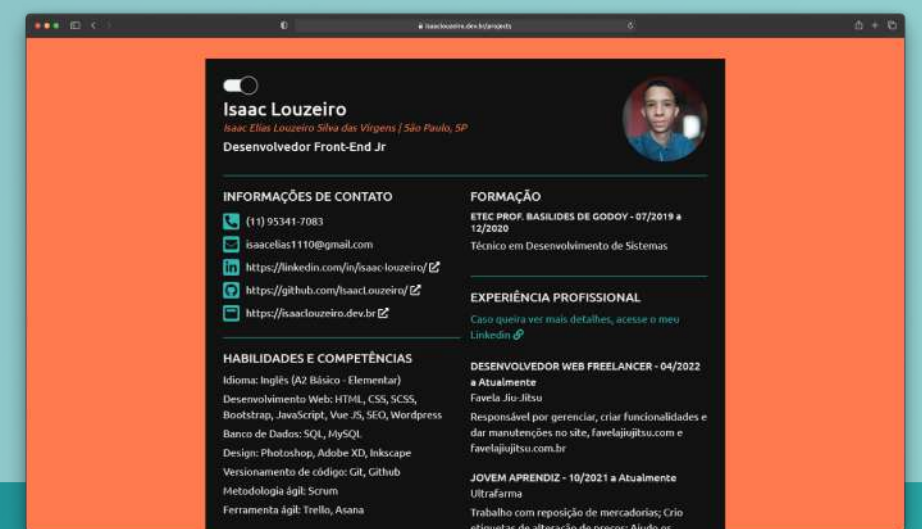 isaaclouzeiro.dev.br/projects
Isaac Louzeiro
Isaac Elias Louzeiro Silva das Virgens | São Paulo, SP
Desenvolvedor Front-End Jr
INFORMAÇÕES DE CONTATO
(11) 95341-7083
isaacelias1110@gmail.com
https://linkedin.com/in/isaac-louzeiro/
https://github.com/IsaacLouzeiro/
https://isaaclouzeiro.dev.br
HABILIDADES E COMPETÊNCIAS
Idioma: Inglês (A2 Básico - Elementar)
Desenvolvimento Web: HTML, CSS, SCSS,
Bootstrap, JavaScript, Vue JS, SEO, Wordpress
Banco de Dados: SQL, MySQL
Design: Photoshop, Adobe XD, Inkscape
Versionamento de código: Git, Github
Metodologia ágil: Scrum
Ferramenta ágil: Trello, Asana
FORMAÇÃO
ETEC PROF. BASILIDES DE GODOY - 07/2019 a
12/2020
Técnico em Desenvolvimento de Sistemas
EXPERIÊNCIA PROFISSIONAL
Caso queira ver mais detalhes, acesse o meu
Linkedin
DESENVOLVEDOR WEB FREELANCER - 04/2022
a Atualmente
Favela Jiu-Jitsu
Responsável por gerenciar, criar funcionalidades e
dar manutenções no site, favelajiujitsu.com e
favelajiujitsu.com.br
JOVEM APRENDIZ - 10/2021 a Atualmente
Ultrafarma
Trabalho com reposição de mercadorias; Crio
etiquetas de alteração de preços; Ajudo os